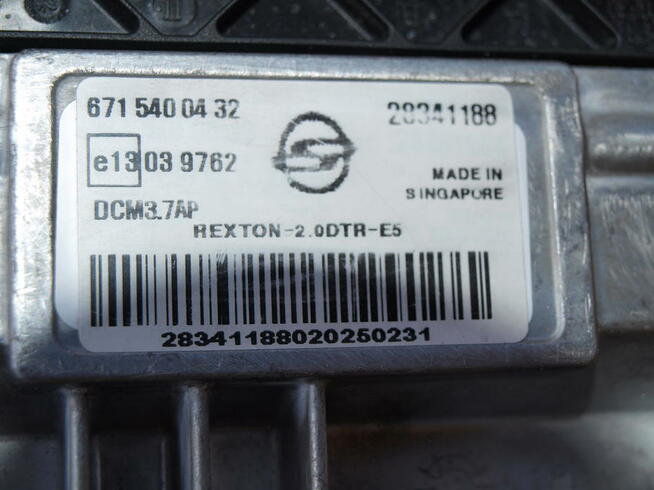 671 540 04 32 28341188
e13 03 9762
MADE IN
SINGAPORE
DCM3.7AP
REXTON-2.0DTR-E5
28341188020250231